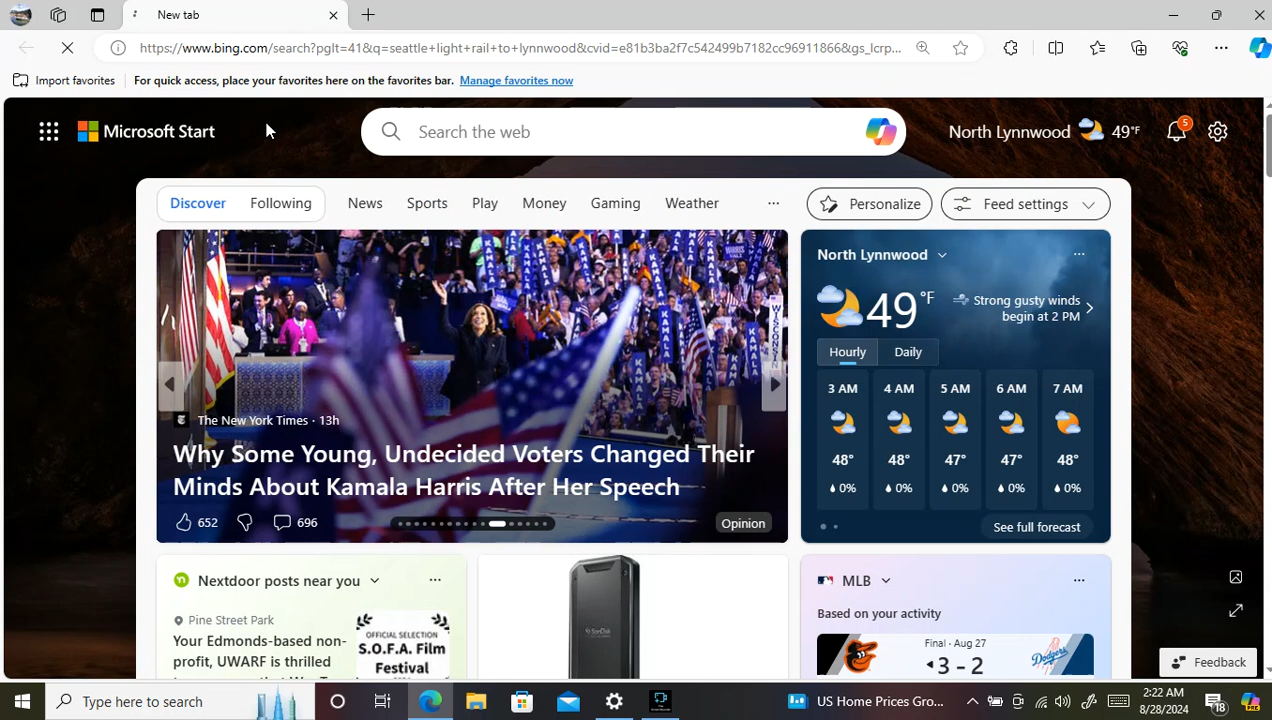 New tab
https://www.bing.com/search?pglt=41&q=seattle+light+rail+to+lynnwood&cvid=e81b3ba2f7c542499b7182cc96911866&gs_lcrp...
Import favorites
For quick access, place your favorites here on the favorites bar. Manage favorites now
Microsoft Start
Search the web
North Lynnwood 49°F
5
Discover Following News Sports Play Money Gaming Weather ...
Personalize
Feed settings
KAMALA
WISCONSIN
The New York Times · 13h
Why Some Young, Undecided Voters Changed Their
Minds About Kamala Harris After Her Speech
652 696
Opinion
North Lynnwood
49°F
Strong gusty winds
begin at 2 PM
Hourly Daily
3 AM 4 AM 5 AM 6 AM 7 AM
48° 48° 47° 47° 48°
0% 0% 0% 0% 0%
See full forecast
Nextdoor posts near you
Pine Street Park
Your Edmonds-based non-
profit, UWARF is thrilled
OFFICIAL SELECTION
S.O.F.A. Film
Festival
SanDisk
MLB
Based on your activity
Final · Aug 27
3 - 2
Dodgers
Feedback
Type here to search
US Home Prices Gro...
2:22 AM
8/28/2024
18
PRE